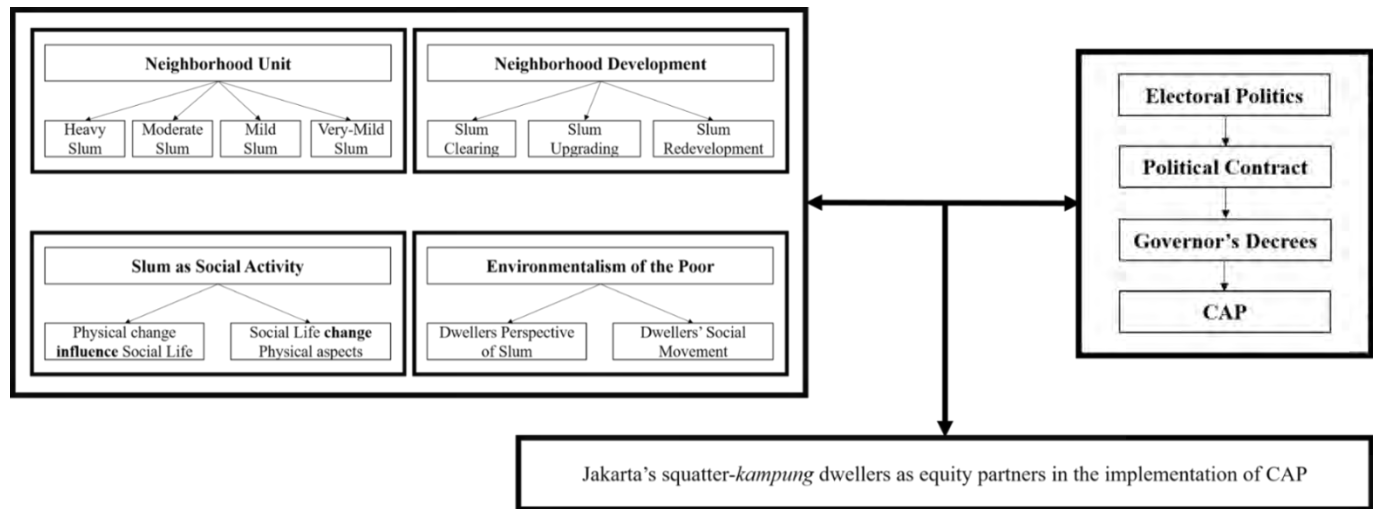 Neighborhood Unit
Heavy
Slum
Moderate
Slum
Mild
Slum
Very-Mild
Slum
Neighborhood Development
Slum
Clearing
Slum
Upgrading
Slum
Redevelopment
Slum as Social Activity
Physical change
influence Social Life
Social Life change
Physical aspects
Environmentalism of the Poor
Dwellers Perspective
of Slum
Dwellers' Social
Movement
Electoral Politics
Political Contract
Governor's Decrees
CAP
Jakarta's squatter-kampung dwellers as equity partners in the implementation of CAP